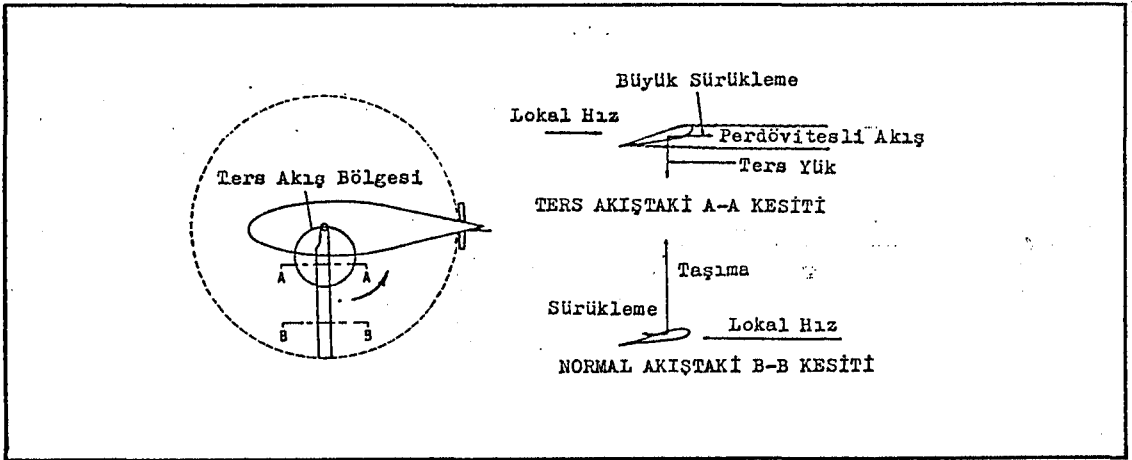 Büyük Sürükleme
Lokal Hız
Perdövitesli Akış
Ters Yük
TERS AKIŞTAKİ A-A KESİTİ
Ters Akış Bölgesi
A A
B B
Taşıma
Sürükleme
Lokal Hız
NORMAL AKIŞTAKİ B-B KESİTİ